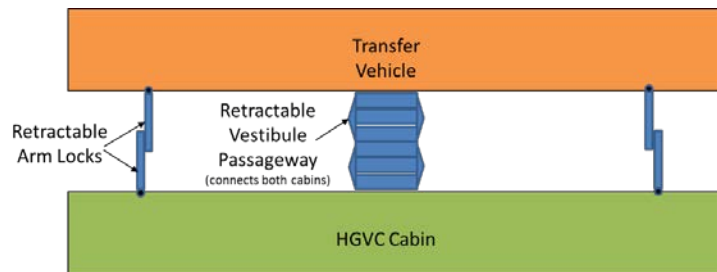 Transfer
Vehicle
Retractable
Arm Locks
Retractable
Vestibule
Passageway
(connects both cabins)
HGVC Cabin